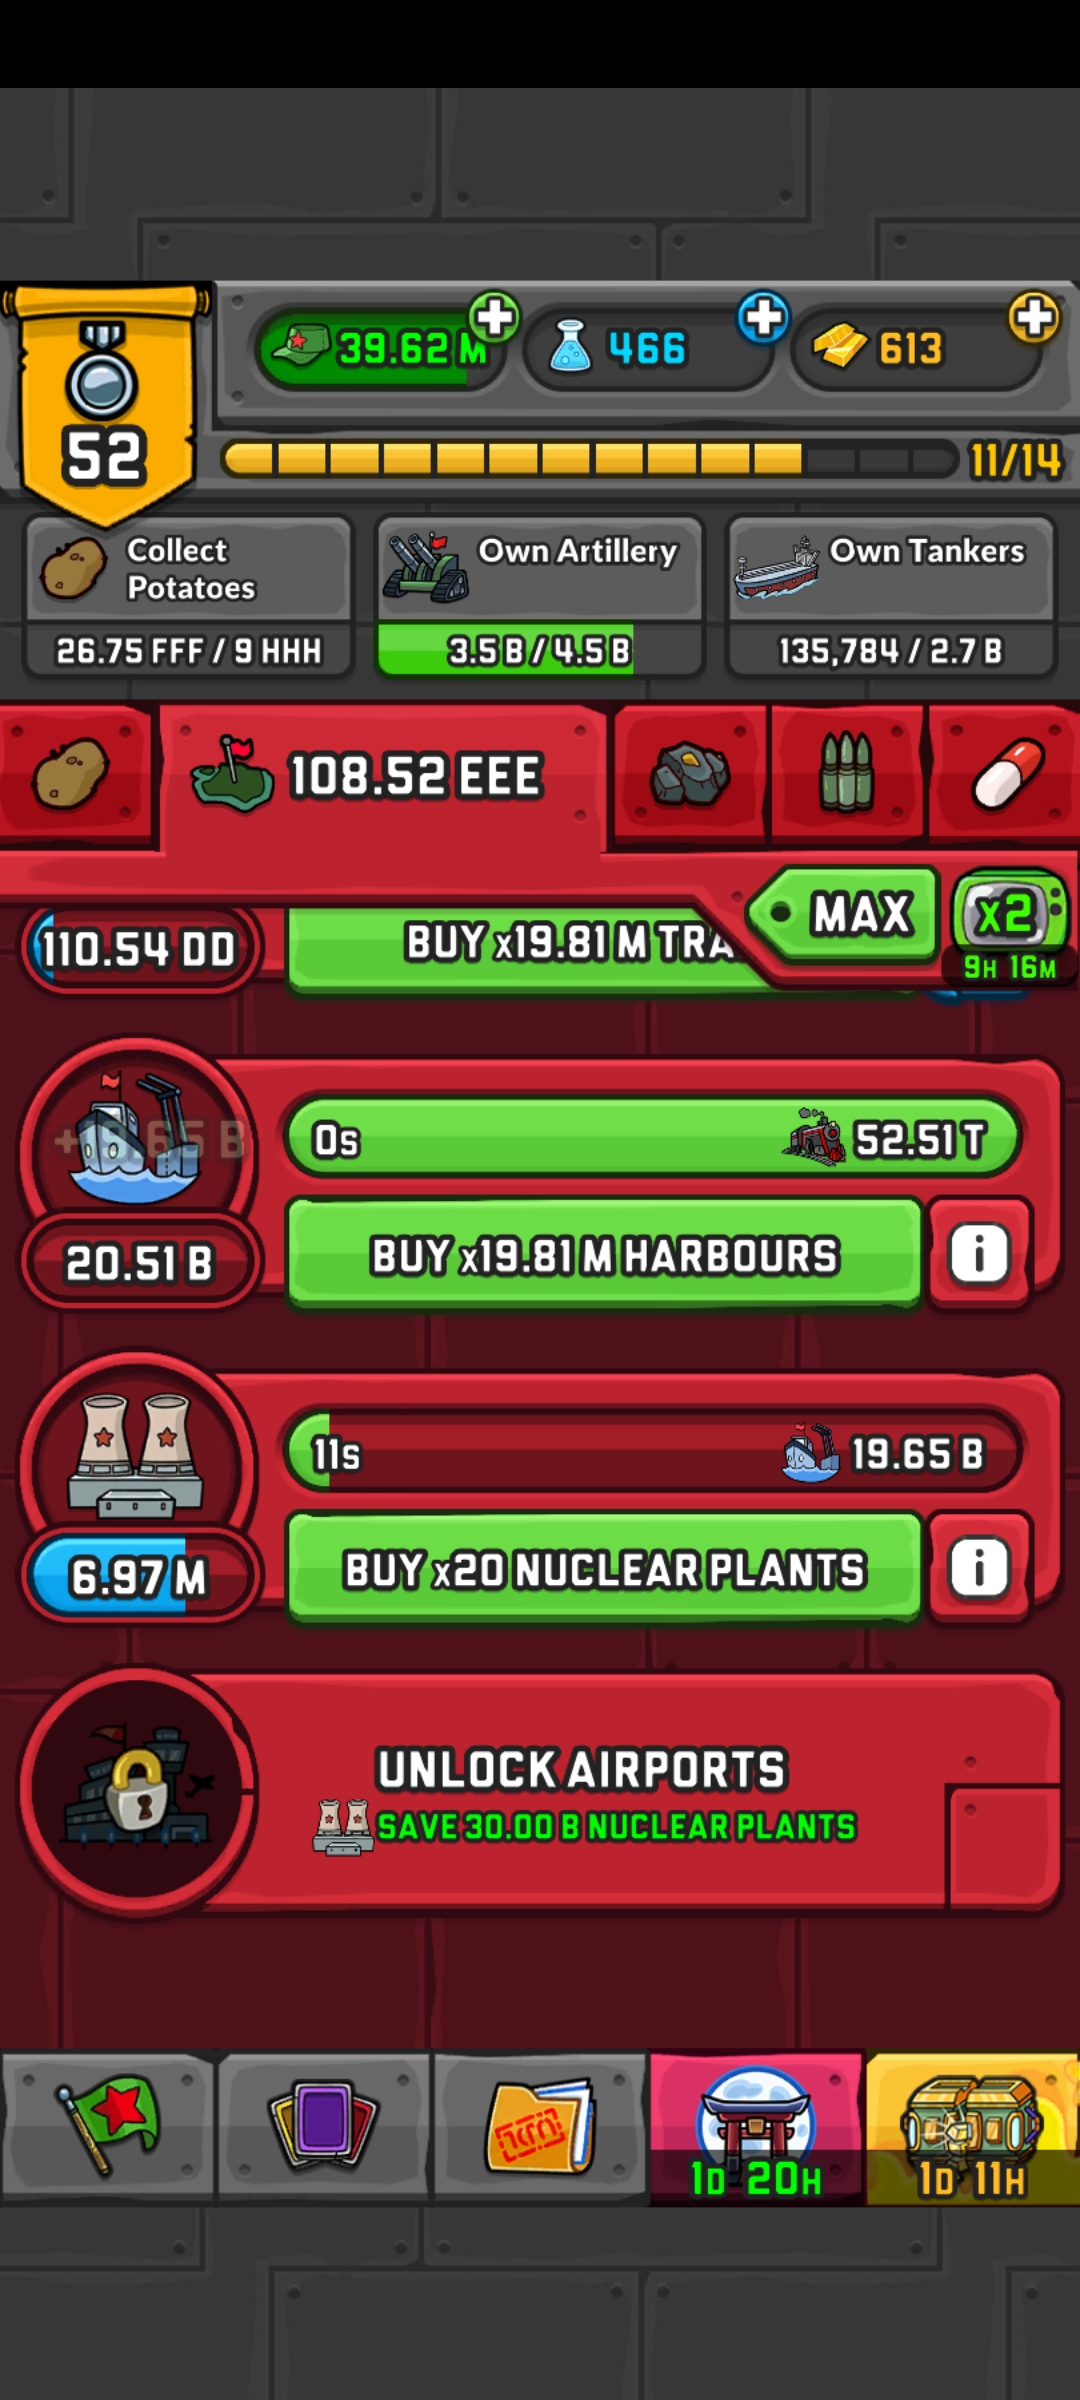 39.62 M
466
613
52
11/14
Collect
Potatoes
Own Artillery
Own Tankers
26.75 FFF / 9 HHH
3.5 B / 4.5 B
135,784 / 2.7 B
108.52 EEE
MAX
x2
9H 16M
110.54 DD
BUY x19.81 M TRA
0s
52.51 T
20.51 B
BUY x19.81 M HARBOURS
i
11s
19.65 B
6.97 M
BUY x20 NUCLEAR PLANTS
i
UNLOCK AIRPORTS
SAVE 30.00 B NUCLEAR PLANTS
1D 20H
1D 11H